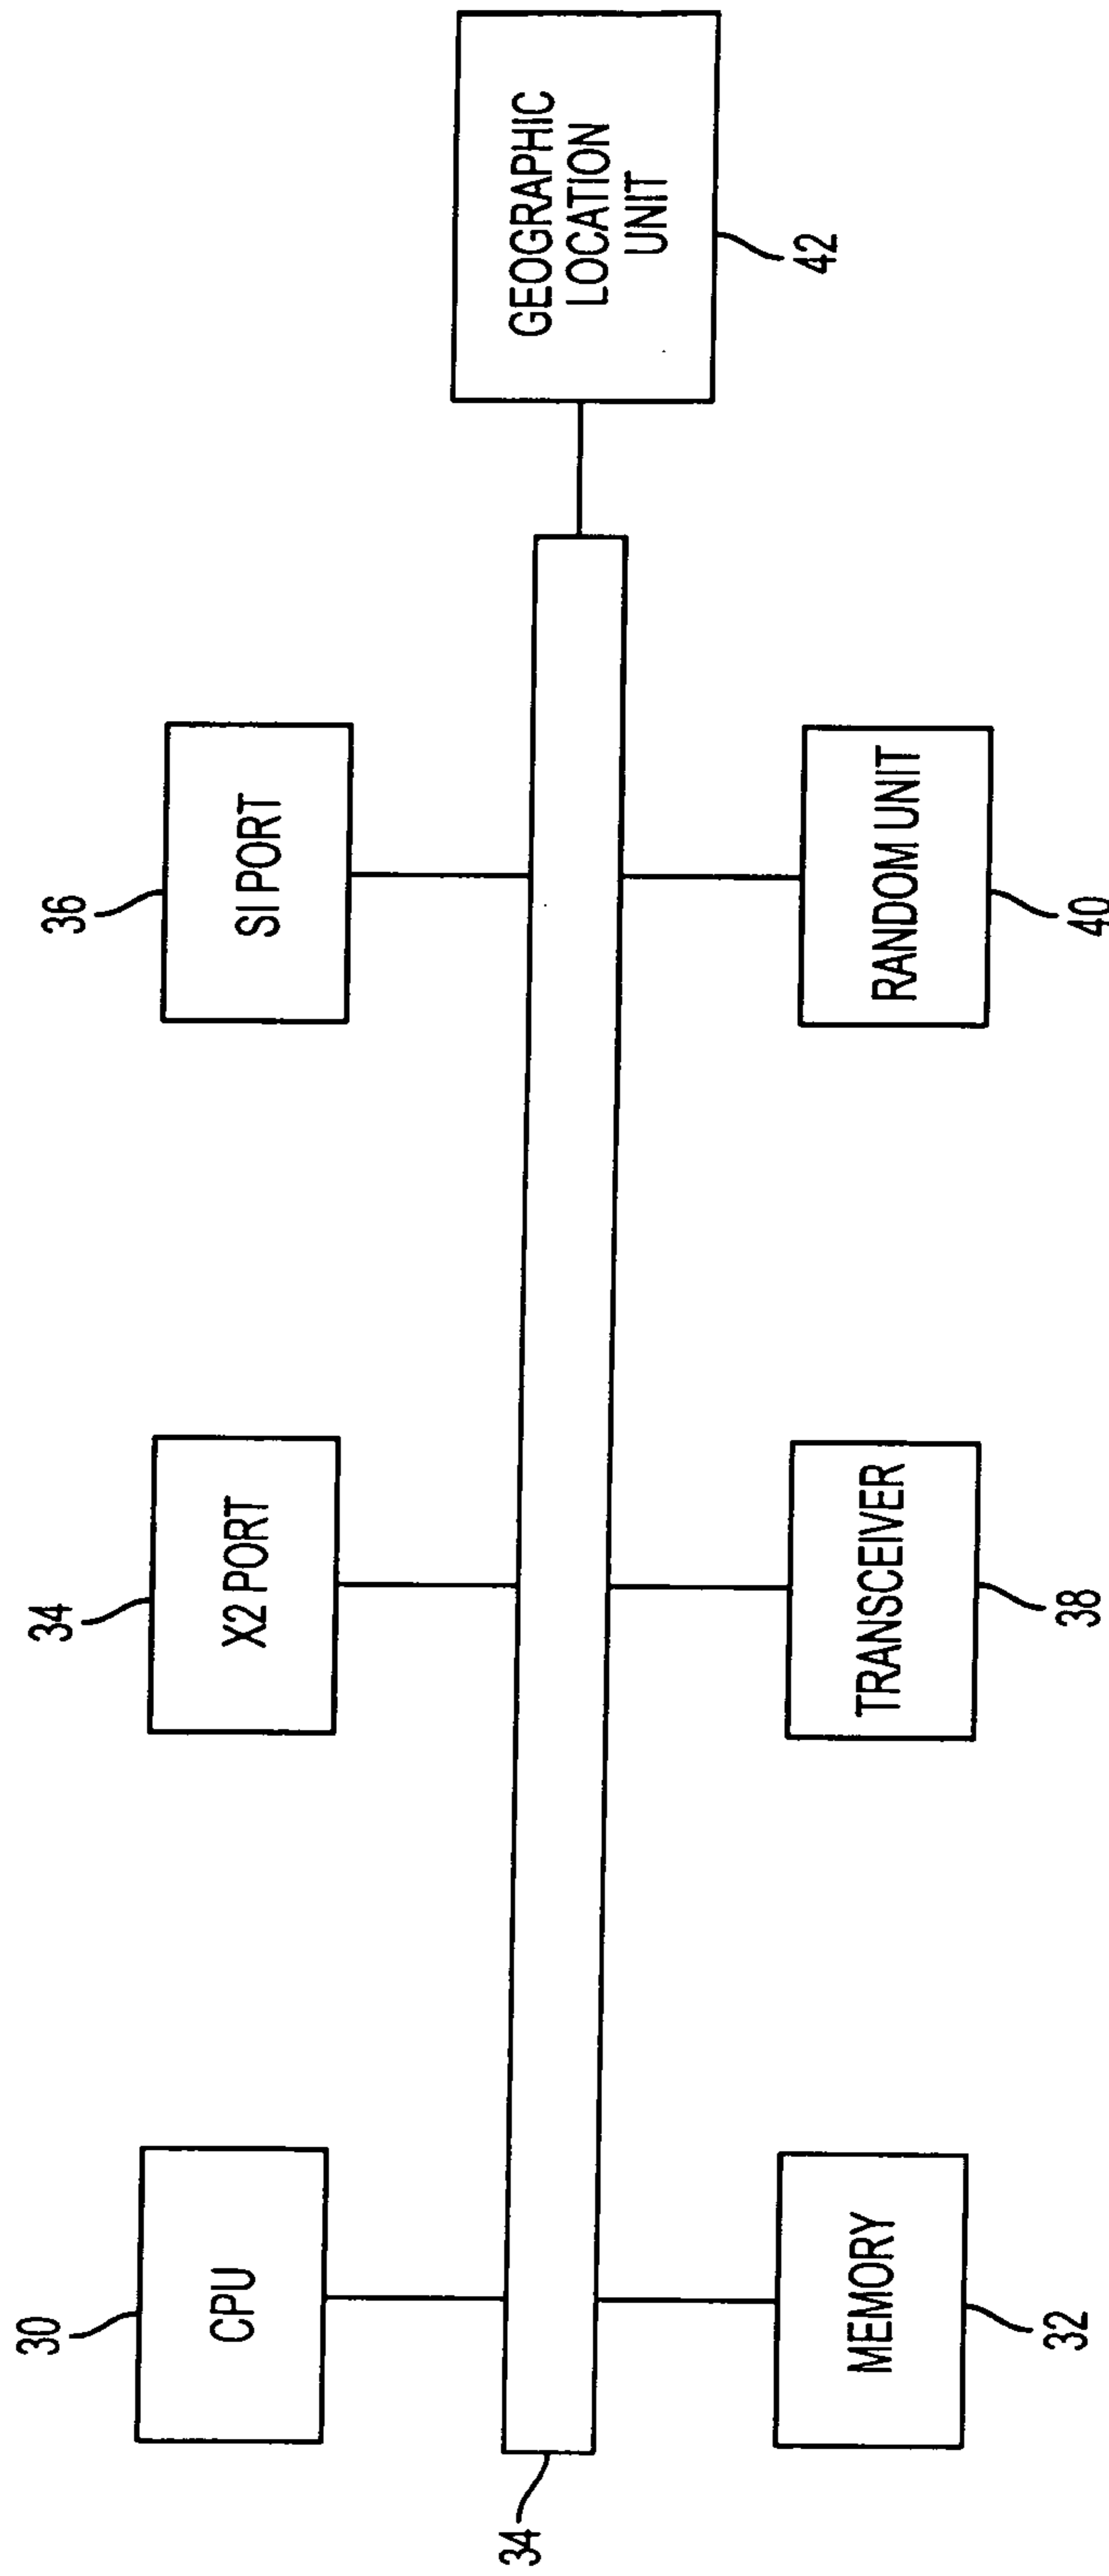 30
CPU
34
X2 PORT
36
SI PORT
34
GEOGRAPHIC
LOCATION
UNIT
42
MEMORY
32
TRANSCEIVER
38
RANDOM UNIT
40